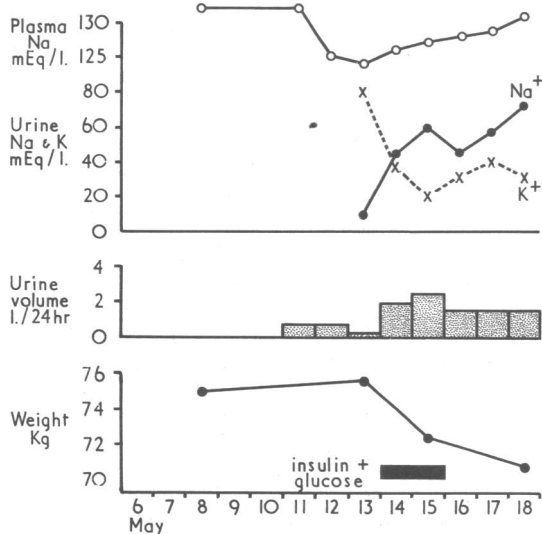 Plasma
Na
mEq/l.
130
125
Urine
Na & K
mEq/l.
80
60
40
20
0
Na+
K+
Urine
volume
l./24hr
4
2
0
Weight
Kg
76
74
72
70
insulin +
glucose
6 7 8 9 10 11 12 13 14 15 16 17 18
May